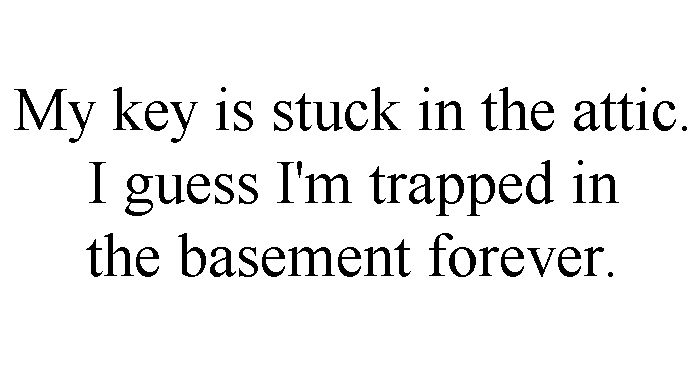 My key is stuck in the attic.
I guess I'm trapped in
the basement forever.